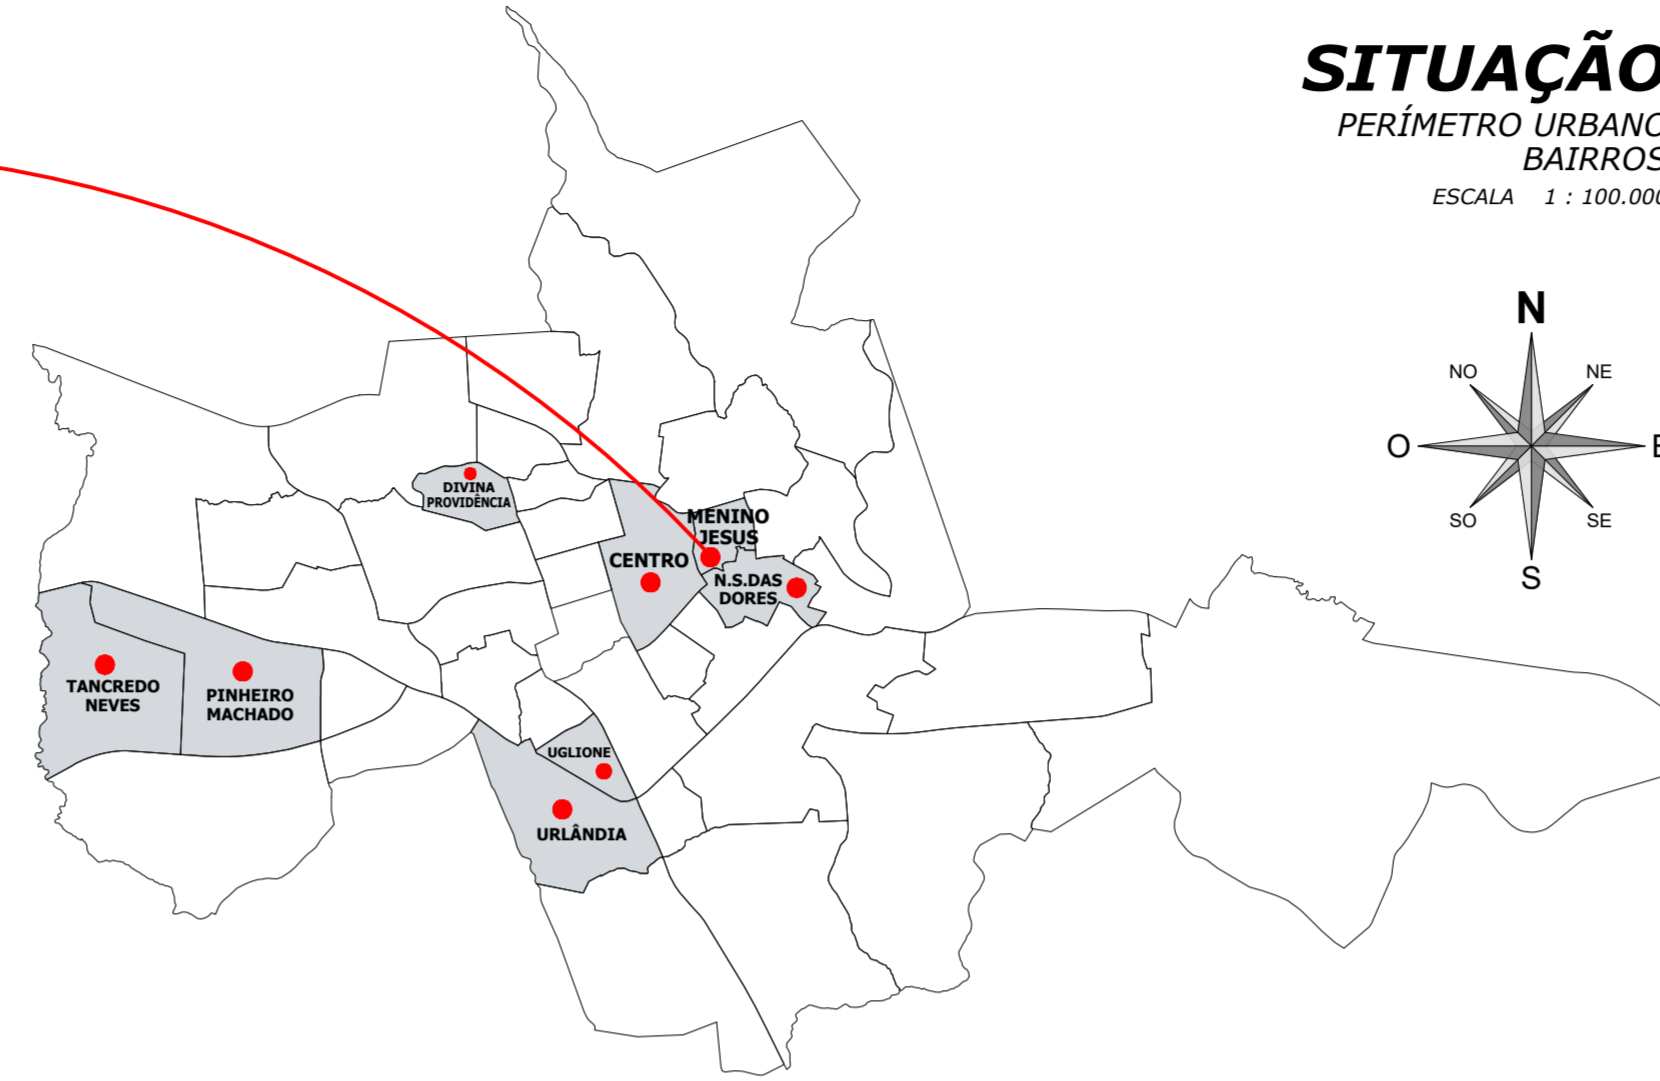 SITUAÇÃO
PERÍMETRO URBANO
BAIRROS
ESCALA 1 : 100.000
N
NO
NE
O
E
SO
SE
S
DIVINA
PROVIDÊNCIA
MENINO
JESUS
CENTRO
N.S.DAS
DORES
TANCREDO
NEVES
PINHEIRO
MACHADO
UGLIONE
URLÂNDIA